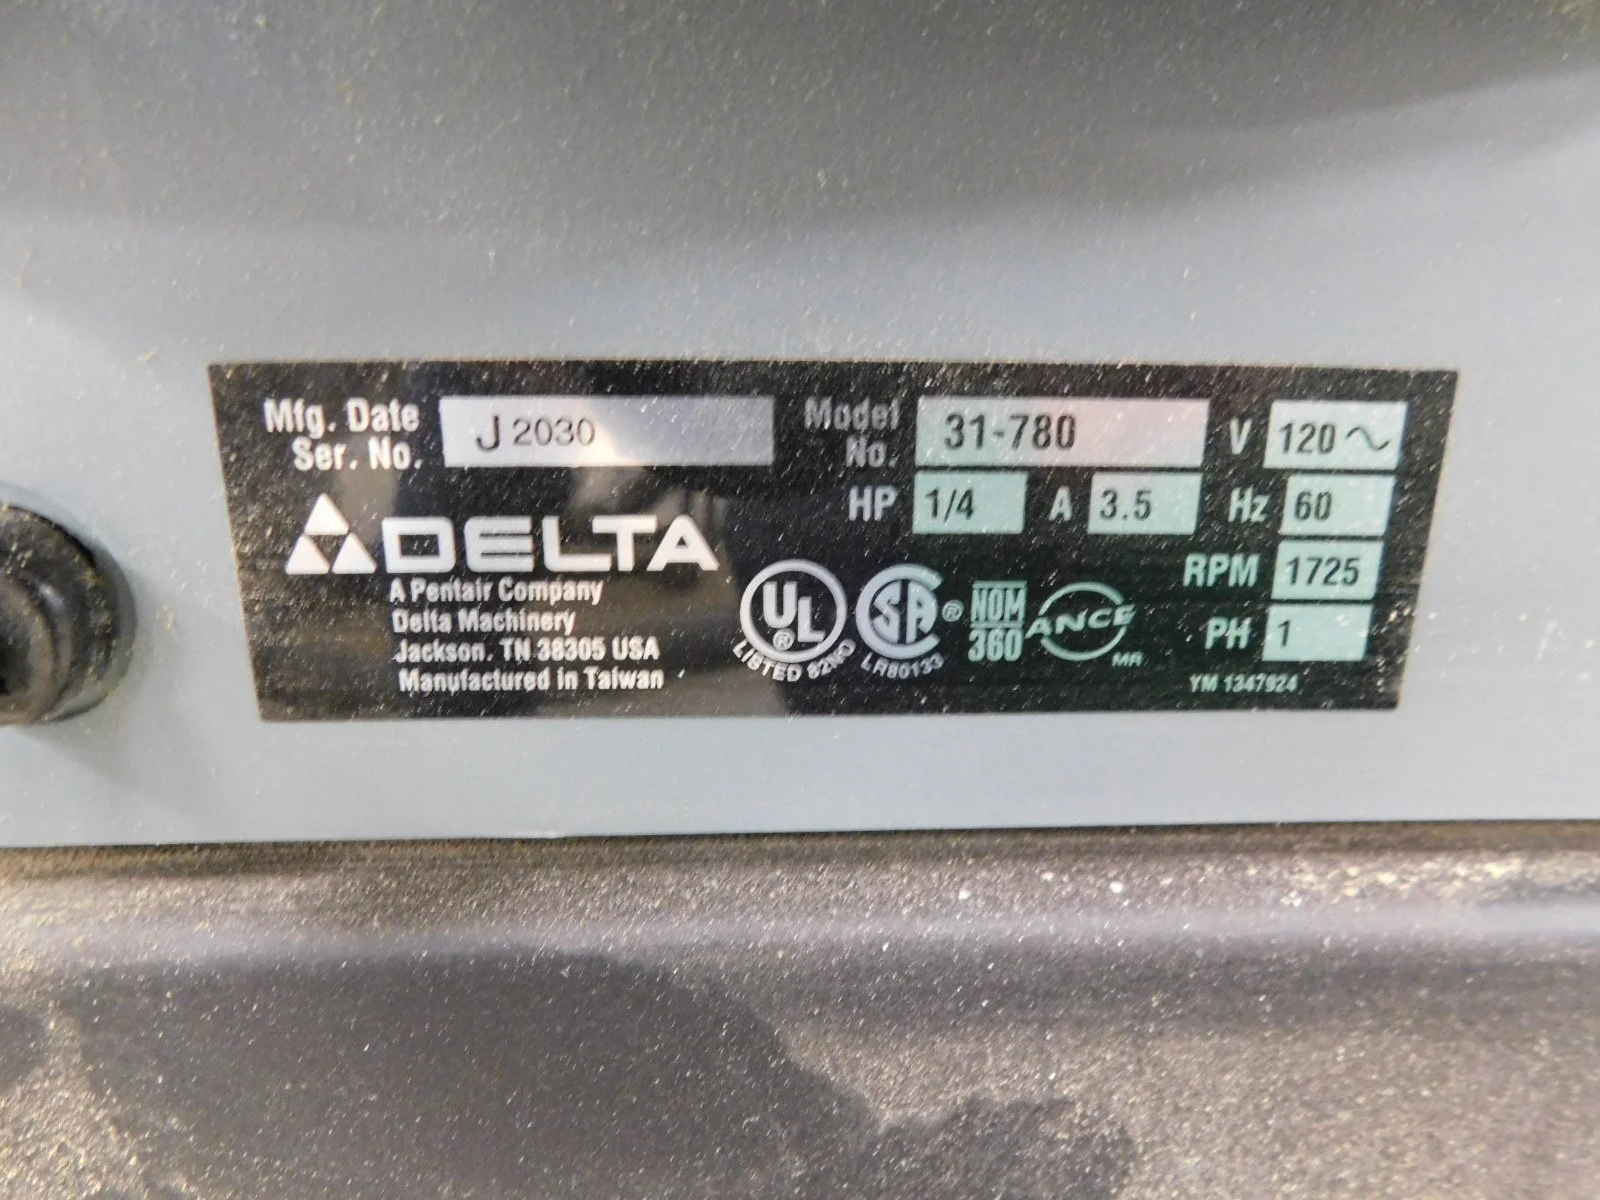 Mfg. Date
Ser. No.
J 2030
Model
No.
31-780
V 120 ~
HP 1/4 A 3.5 Hz 60
DELTA
A Pentair Company
Delta Machinery
Jackson, TN 38305 USA
Manufactured in Taiwan
UL ®
LISTED 82N0
SA ®
LR80133
NOM
360
ANCE
MR
RPM 1725
PH 1
YM 1347924